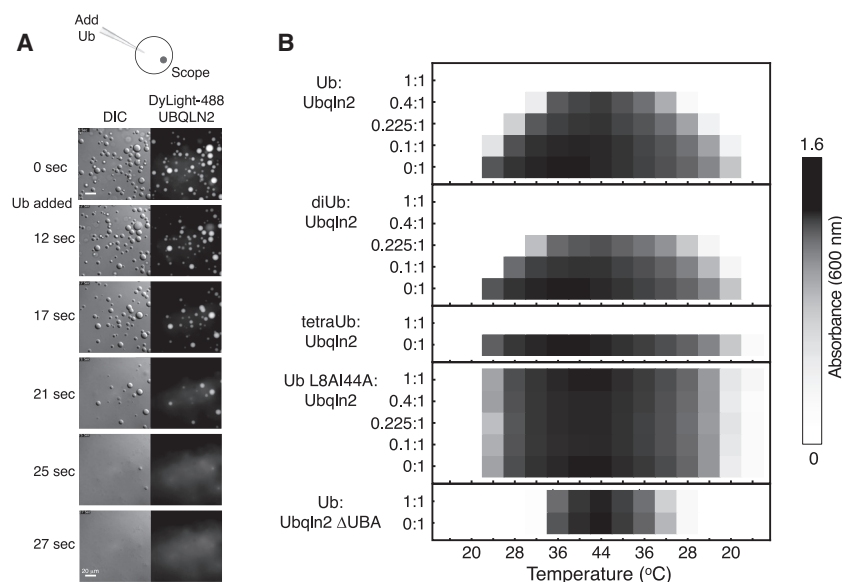 A
Add
Ub
Scope
DIC
DyLight-488
UBQLN2
0 sec
Ub added
12 sec
17 sec
21 sec
25 sec
27 sec
20 µm
B
Ub:
Ubqln2
1:1
0.4:1
0.225:1
0.1:1
0:1
diUb:
Ubqln2
1:1
0.4:1
0.225:1
0.1:1
0:1
tetraUb:
Ubqln2
1:1
0:1
Ub L8AI44A:
Ubqln2
1:1
0.4:1
0.225:1
0.1:1
0:1
Ub:
Ubqln2 ΔUBA
1:1
0:1
20 28 36 44 36 28 20
Temperature (°C)
1.6
Absorbance (600 nm)
0